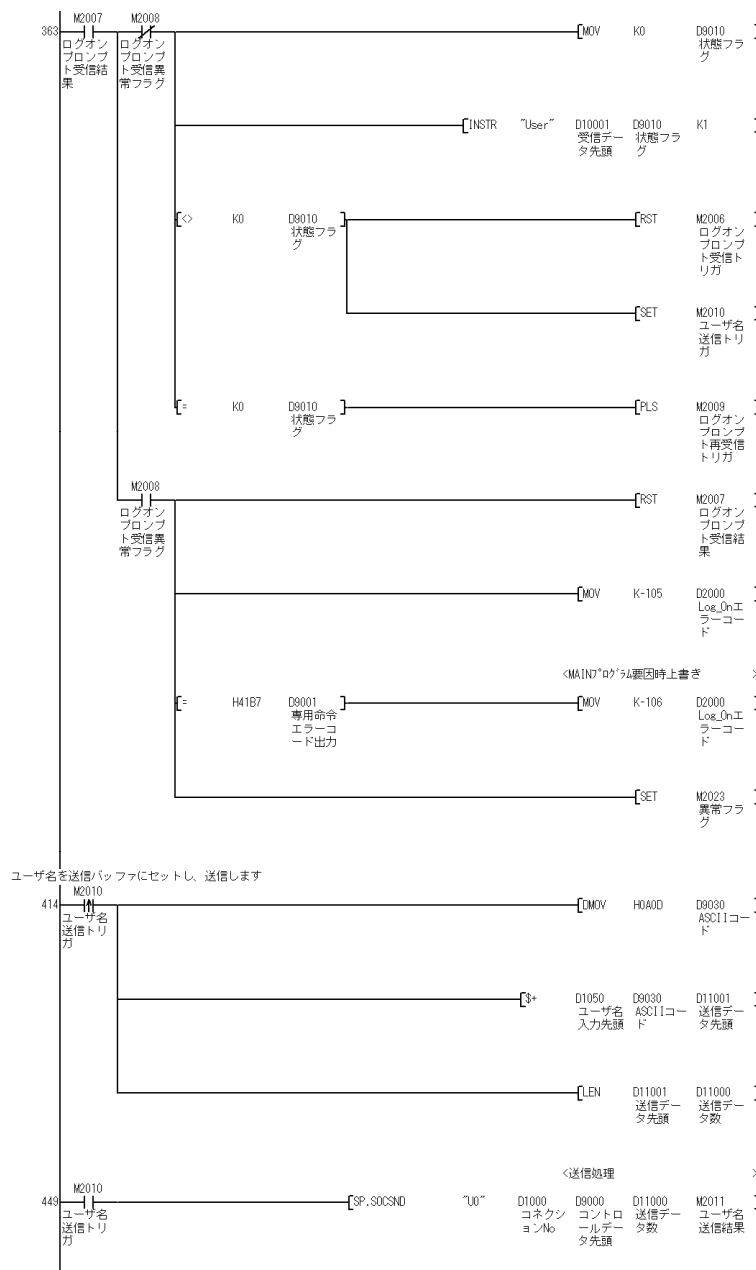 M2007 M2008
363 [MOV K0 D9010 ]
ログオンプロンプト受信結果 ログオンプロンプト受信異常フラグ 状態フラグ
[INSTR "User" D10001 D9010 K1 ]
受信データ先頭 状態フラグ
[<> K0 D9010 ] [RST M2006 ]
状態フラグ ログオンプロンプト受信トリガ
[SET M2010 ]
ユーザ名送信トリガ
[= K0 D9010 ] [PLS M2009 ]
状態フラグ ログオンプロンプト再受信トリガ
M2008
[RST M2007 ]
ログオンプロンプト受信異常フラグ ログオンプロンプト受信結果
[MOV K-105 D2000 ]
Log_Onエラーコード
<MAINプログラム要因時上書き >
[= H41B7 D9001 ] [MOV K-106 D2000 ]
専用命令エラーコード出力 Log_Onエラーコード
[SET M2023 ]
異常フラグ
ユーザ名を送信バッファにセットし、送信します
M2010
414 [DMOV H0A0D D9030 ]
ユーザ名送信トリガ ASCIIコード
[$+ D1050 D9030 D11001 ]
ユーザ名入力先頭 ASCIIコード 送信データ先頭
[LEN D11001 D11000 ]
送信データ先頭 送信データ数
<送信処理 >
M2010
449 [SP.SOCSND "U0" D1000 D9000 D11000 M2011 ]
ユーザ名送信トリガ コネクションNo コントロールデータ先頭 送信データ数 ユーザ名送信結果